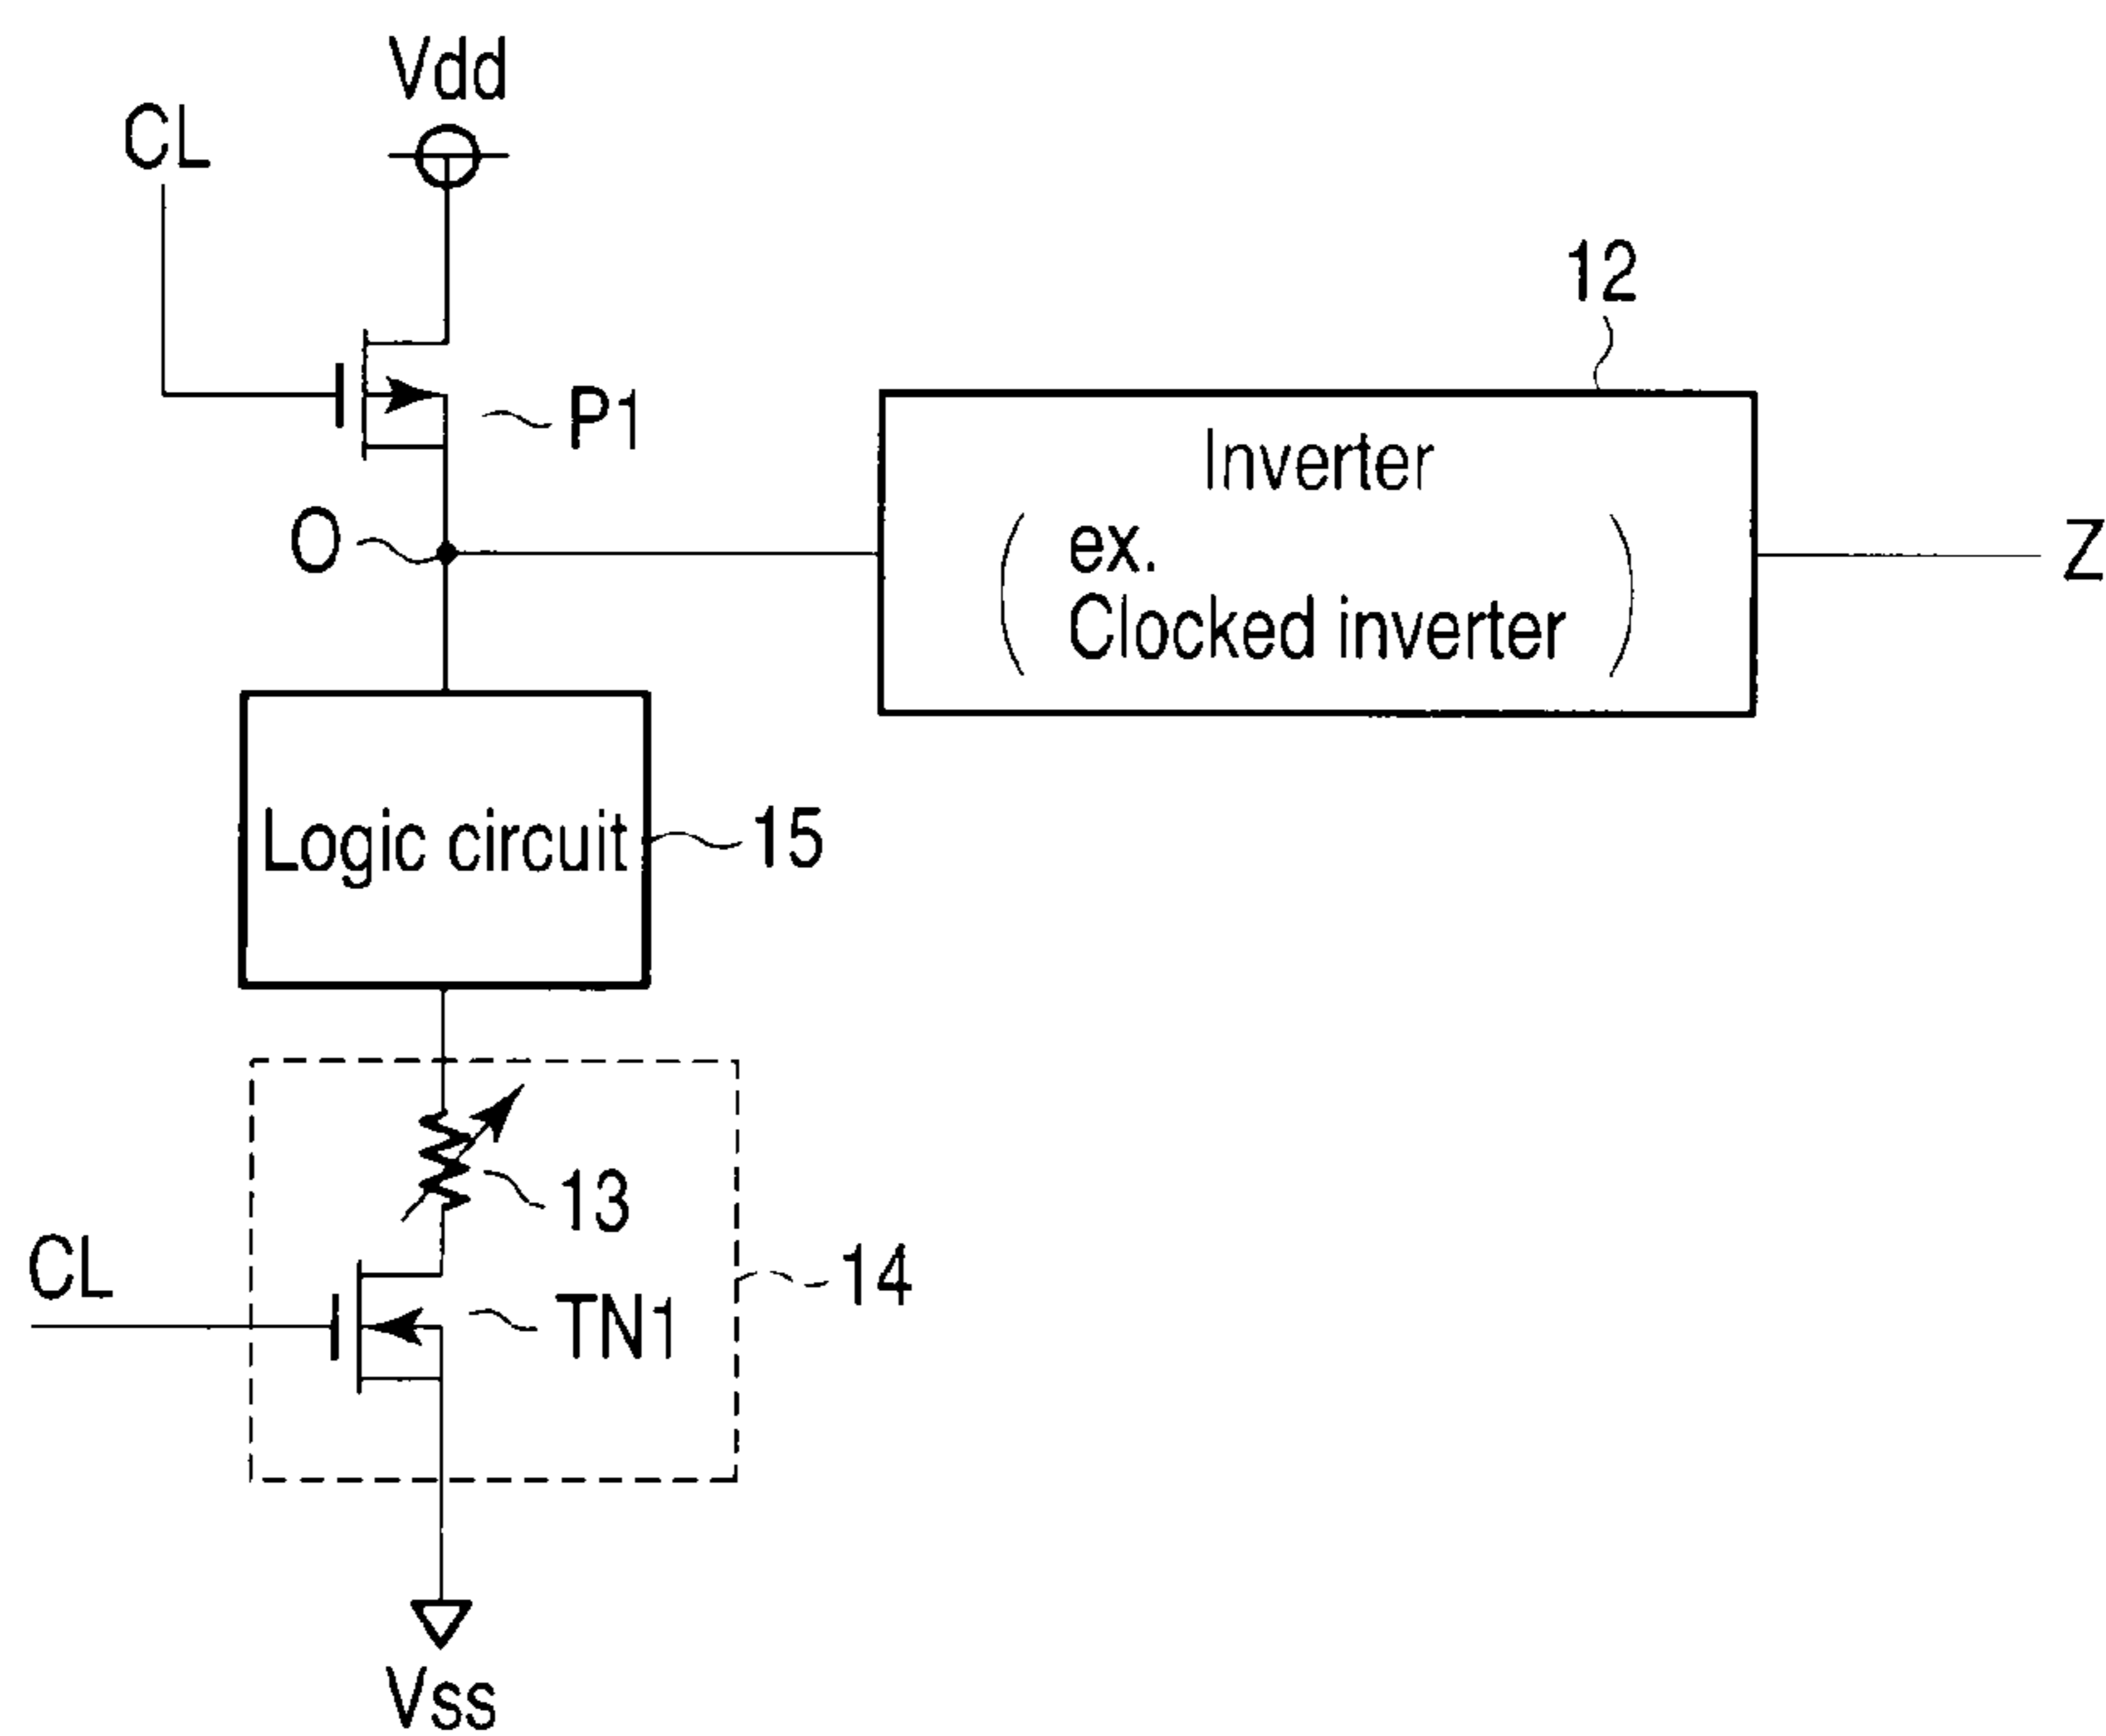 Vdd
CL
12
P1
Inverter
O
ex.
Clocked inverter
Z
Logic circuit
15
13
CL
14
TN1
Vss